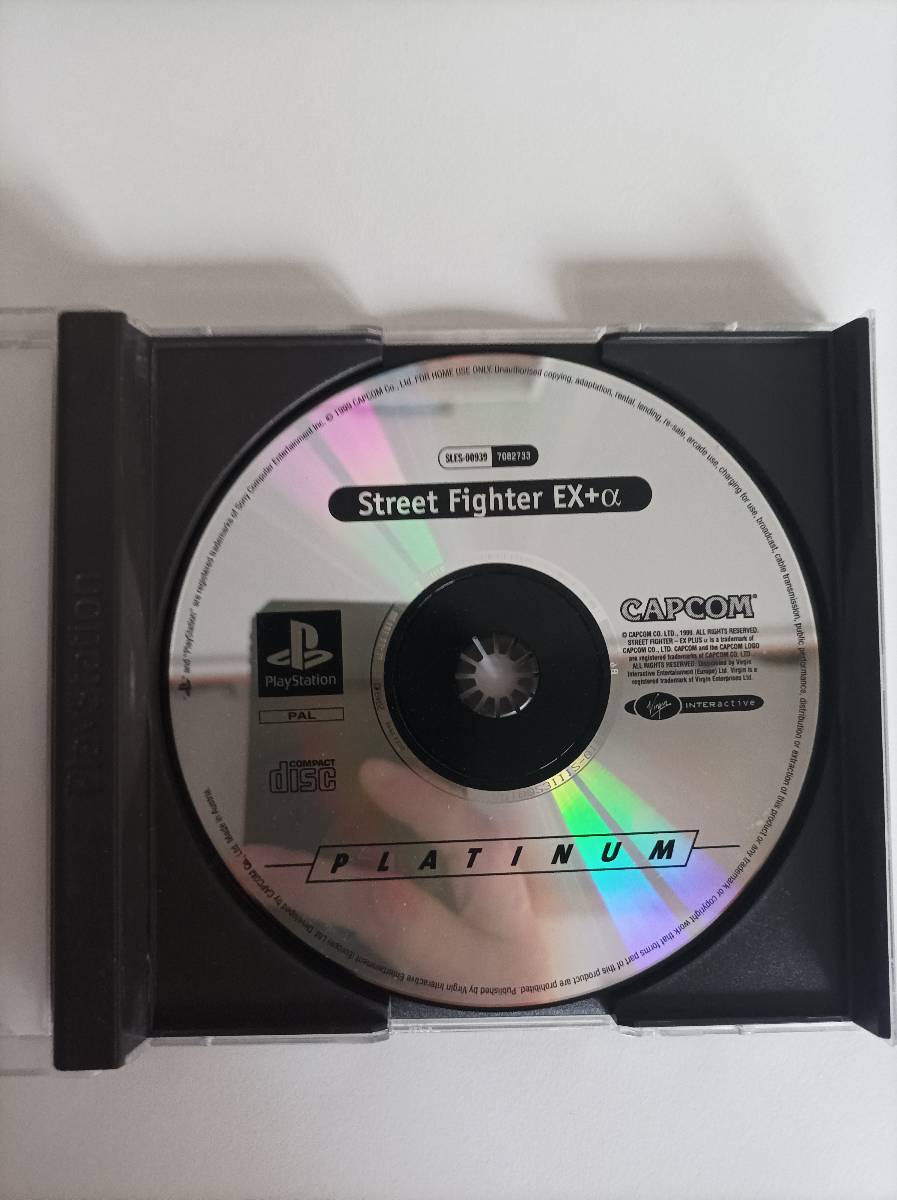 SLES-00939 7082733
Street Fighter EX+α
CAPCOM
© CAPCOM CO. LTD., 1999. ALL RIGHTS RESERVED.
STREET FIGHTER - EX PLUS α is a trademark of
CAPCOM CO., LTD. CAPCOM and the CAPCOM LOGO
are registered trademarks of CAPCOM CO. LTD.
ALL RIGHTS RESERVED. Distributed by Virgin
Interactive Entertainment (Europe) Ltd. Virgin is a
registered trademark of Virgin Enterprises Ltd.
Virgin INTERactive
PlayStation
PAL
COMPACT
disc
PLATINUM
and "PlayStation" are registered trademarks of Sony Computer Entertainment Inc. © 1999 CAPCOM Co., Ltd. FOR HOME USE ONLY. Unauthorised copying, adaptation, rental, lending, re-sale, arcade use, charging for use, broadcast, cable transmission, public performance, distribution or extraction of this product or any trademark or copyright work that forms part of this product are prohibited. Published by Virgin Interactive Entertainment (Europe) Ltd. Developed by CAPCOM Co., Ltd. Made in Austria.
PlayStation